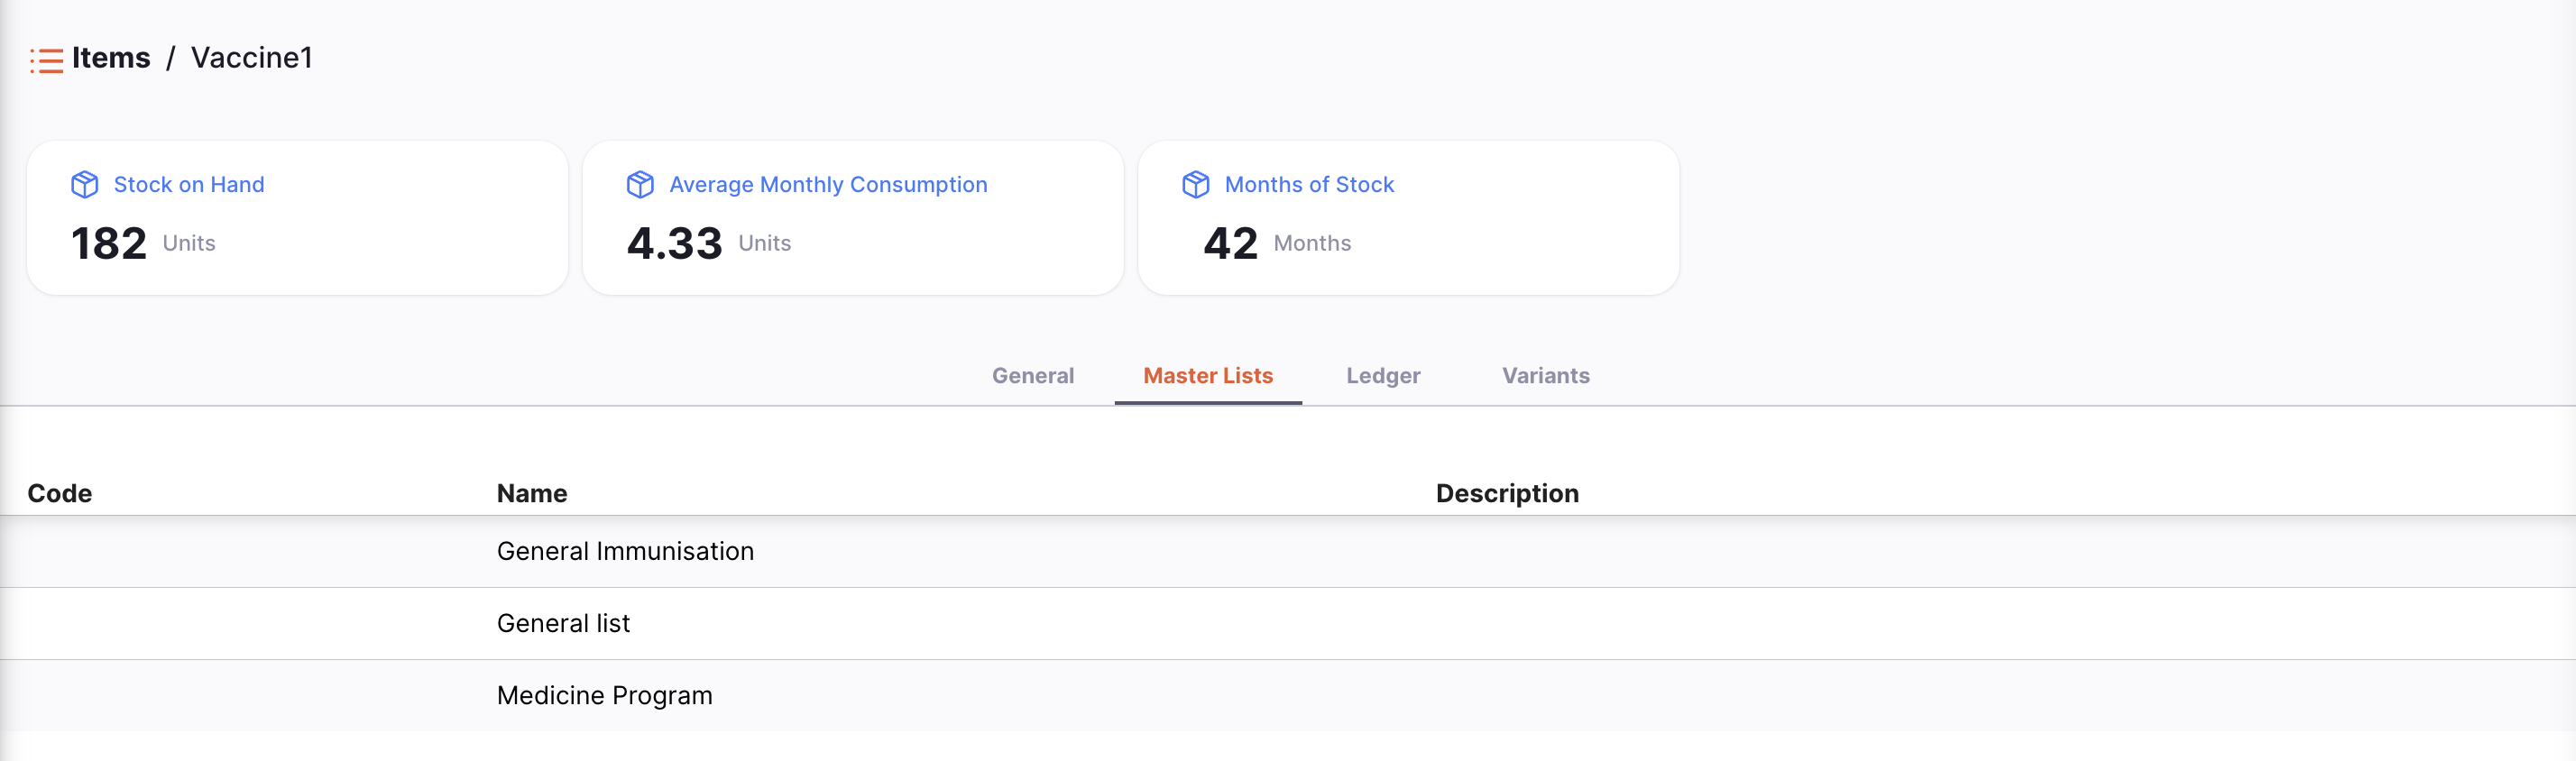 Items / Vaccine1
Stock on Hand
182 Units
Average Monthly Consumption
4.33 Units
Months of Stock
42 Months
General Master Lists Ledger Variants
Code Name Description
General Immunisation
General list
Medicine Program